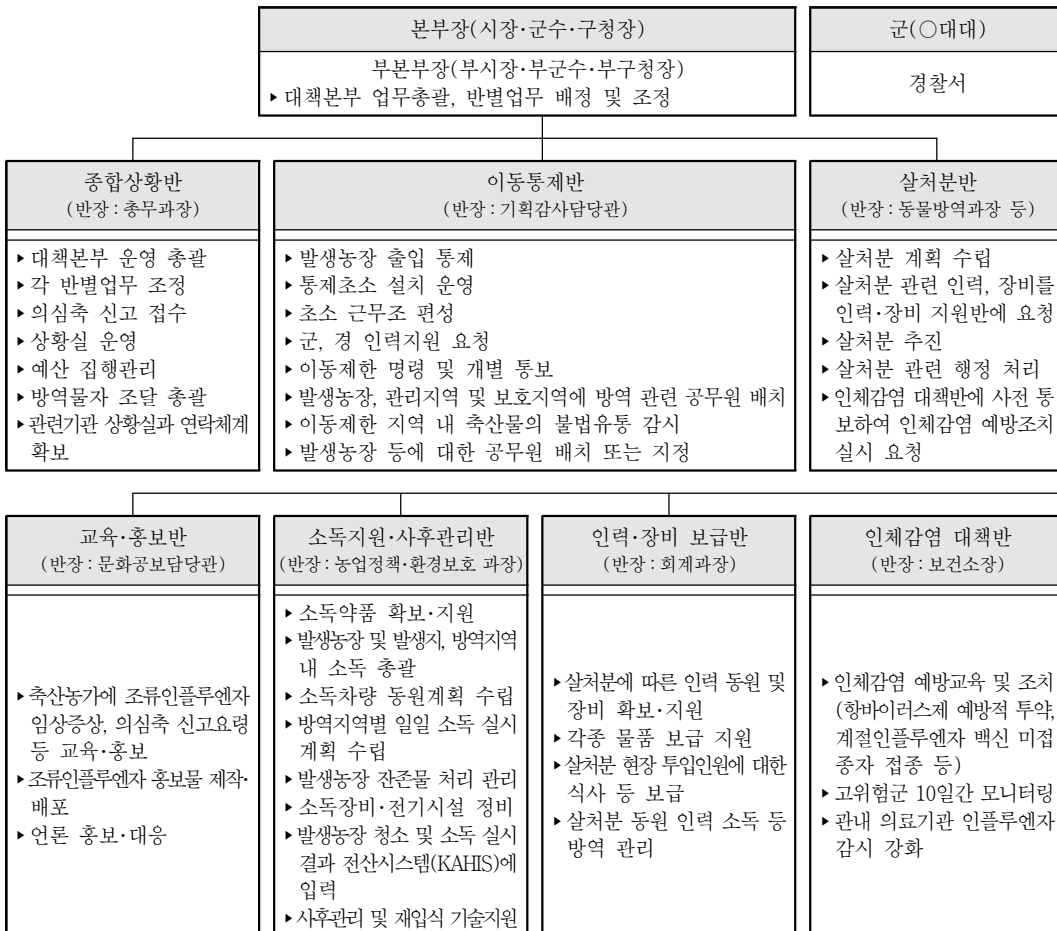 본부장(시장·군수·구청장)
부본부장(부시장·부군수·부구청장)
▸대책본부 업무총괄, 반별업무 배정 및 조정
군(○대대)
경찰서
종합상황반
(반장 : 총무과장)
▸대책본부 운영 총괄
▸각 반별업무 조정
▸의심축 신고 접수
▸상황실 운영
▸예산 집행관리
▸방역물자 조달 총괄
▸관련기관 상황실과 연락체계
확보
이동통제반
(반장 : 기획감사담당관)
▸발생농장 출입 통제
▸통제초소 설치 운영
▸초소 근무조 편성
▸군, 경 인력지원 요청
▸이동제한 명령 및 개별 통보
▸발생농장, 관리지역 및 보호지역에 방역 관련 공무원 배치
▸이동제한 지역 내 축산물의 불법유통 감시
▸발생농장 등에 대한 공무원 배치 또는 지정
살처분반
(반장 : 동물방역과장 등)
▸살처분 계획 수립
▸살처분 관련 인력, 장비를
인력·장비 지원반에 요청
▸살처분 추진
▸살처분 관련 행정 처리
▸인체감염 대책반에 사전 통
보하여 인체감염 예방조치
실시 요청
교육·홍보반
(반장 : 문화공보담당관)
▸축산농가에 조류인플루엔자
임상증상, 의심축 신고요령
등 교육·홍보
▸조류인플루엔자 홍보물 제작·
배포
▸언론 홍보·대응
소독지원·사후관리반
(반장 : 농업정책·환경보호 과장)
▸소독약품 확보·지원
▸발생농장 및 발생지, 방역지역
내 소독 총괄
▸소독차량 동원계획 수립
▸방역지역별 일일 소독 실시
계획 수립
▸발생농장 잔존물 처리 관리
▸소독장비·전기시설 정비
▸발생농장 청소 및 소독 실시
결과 전산시스템(KAHIS)에
입력
▸사후관리 및 재입식 기술지원
인력·장비 보급반
(반장 : 회계과장)
▸살처분에 따른 인력 동원 및
장비 확보·지원
▸각종 물품 보급 지원
▸살처분 현장 투입인원에 대한
식사 등 보급
▸살처분 동원 인력 소독 등
방역 관리
인체감염 대책반
(반장 : 보건소장)
▸인체감염 예방교육 및 조치
(항바이러스제 예방적 투약,
계절인플루엔자 백신 미접
종자 접종 등)
▸고위험군 10일간 모니터링
▸관내 의료기관 인플루엔자
감시 강화